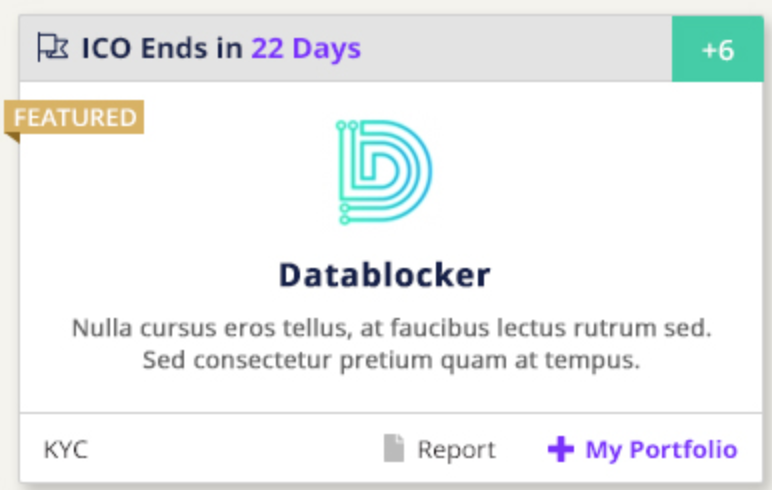 ICO Ends in 22 Days
+6
FEATURED
Datablocker
Nulla cursus eros tellus, at faucibus lectus rutrum sed.
Sed consectetur pretium quam at tempus.
KYC
Report
My Portfolio